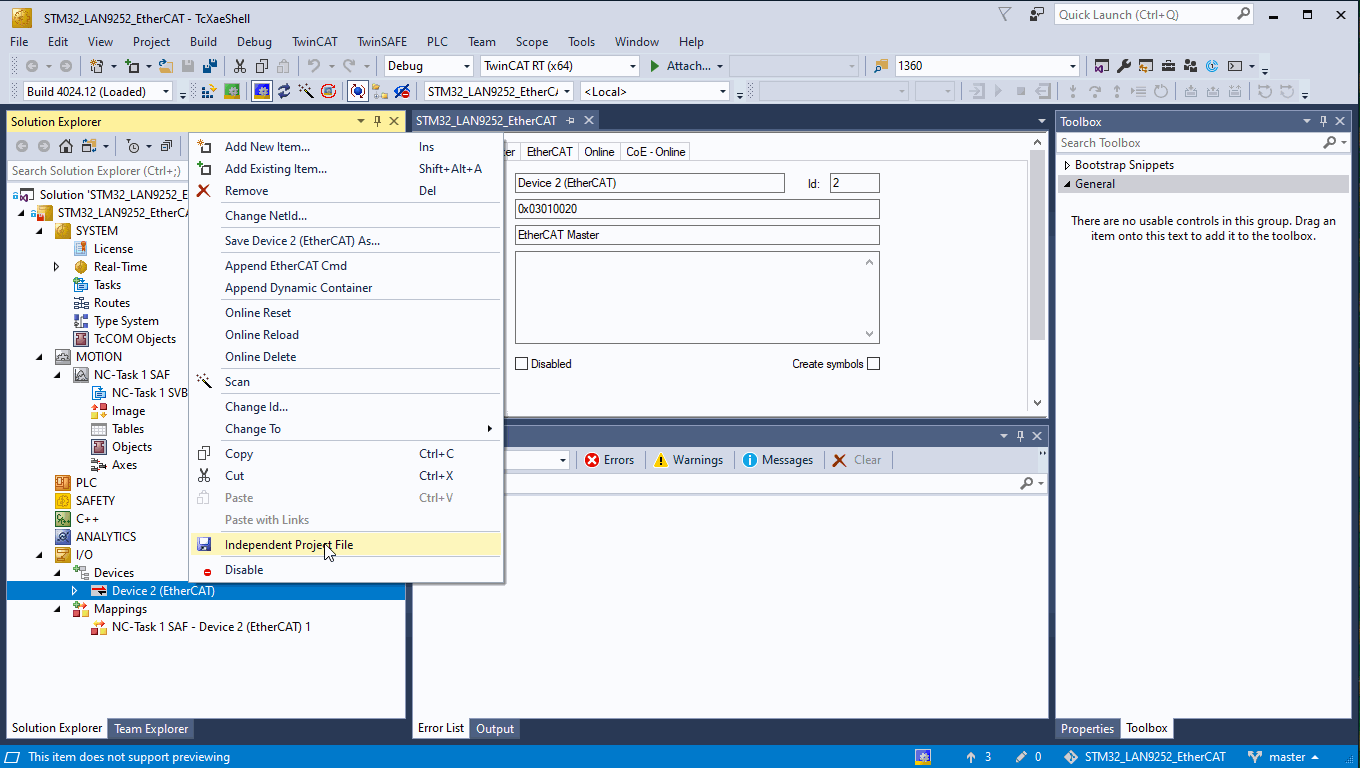 STM32_LAN9252_EtherCAT - TcXaeShell
Quick Launch (Ctrl+Q)
File Edit View Project Build Debug TwinCAT TwinSAFE PLC Team Scope Tools Window Help
Debug TwinCAT RT (x64) Attach... 1360
Build 4024.12 (Loaded) STM32_LAN9252_EtherCA <Local>
Solution Explorer
Search Solution Explorer (Ctrl+;)
Solution 'STM32_LAN9252_E
STM32_LAN9252_EtherCA
SYSTEM
License
Real-Time
Tasks
Routes
Type System
TcCOM Objects
MOTION
NC-Task 1 SAF
NC-Task 1 SVB
Image
Tables
Objects
Axes
PLC
SAFETY
C++
ANALYTICS
I/O
Devices
Device 2 (EtherCAT)
Mappings
NC-Task 1 SAF - Device 2 (EtherCAT) 1
Solution Explorer Team Explorer
Add New Item... Ins
Add Existing Item... Shift+Alt+A
Remove Del
Change NetId...
Save Device 2 (EtherCAT) As...
Append EtherCAT Cmd
Append Dynamic Container
Online Reset
Online Reload
Online Delete
Scan
Change Id...
Change To
Copy Ctrl+C
Cut Ctrl+X
Paste Ctrl+V
Paste with Links
Independent Project File
Disable
STM32_LAN9252_EtherCAT
ter EtherCAT Online CoE - Online
Device 2 (EtherCAT) Id: 2
0x03010020
EtherCAT Master
Disabled Create symbols
Errors Warnings Messages Clear
Error List Output
Toolbox
Search Toolbox
Bootstrap Snippets
General
There are no usable controls in this group. Drag an
item onto this text to add it to the toolbox.
Properties Toolbox
This item does not support previewing 3 0 STM32_LAN9252_EtherCAT master